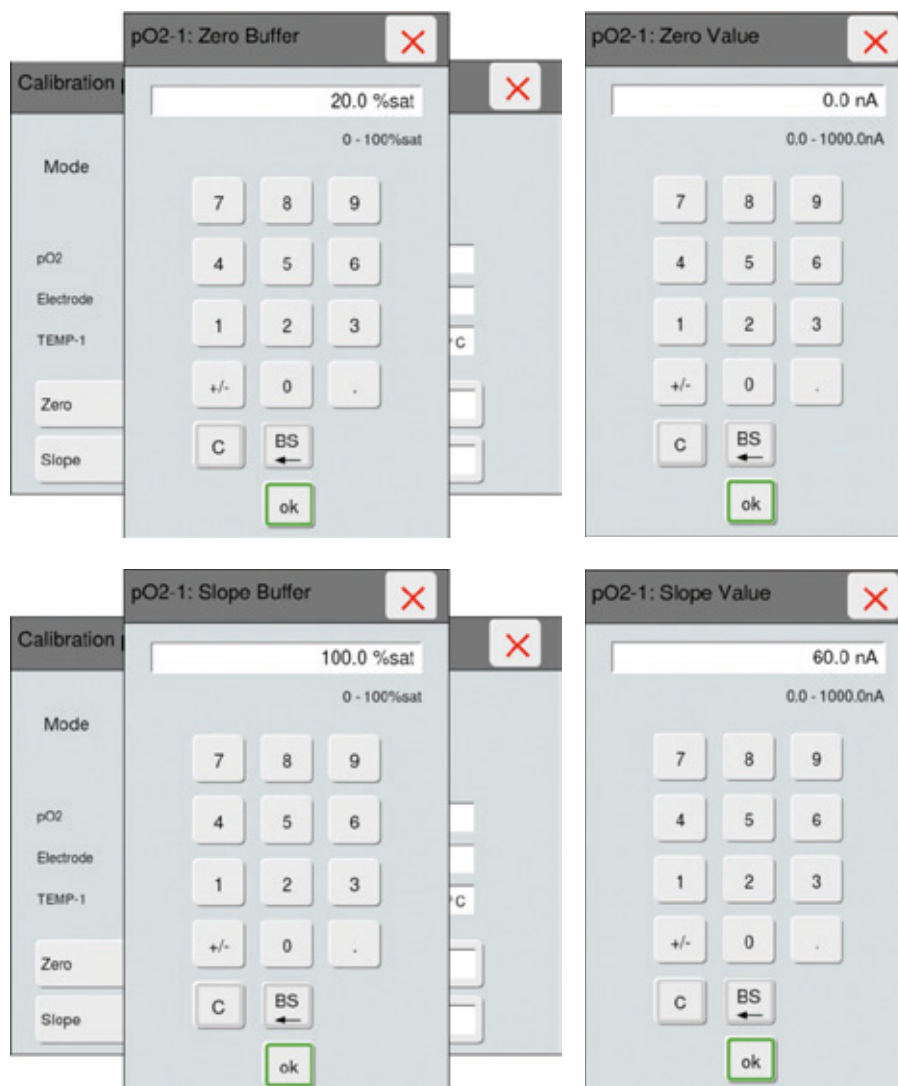 pO2-1: Zero Buffer
Calibration
20.0 %sat
0 - 100%sat
Mode
7 8 9
pO2
4 5 6
Electrode
1 2 3
TEMP-1
°C
+/- 0 .
Zero
C BS
Slope
ok
pO2-1: Zero Value
0.0 nA
0.0 - 1000.0nA
7 8 9
4 5 6
1 2 3
+/- 0 .
C BS
ok
pO2-1: Slope Buffer
Calibration
100.0 %sat
0 - 100%sat
Mode
7 8 9
pO2
4 5 6
Electrode
1 2 3
TEMP-1
°C
+/- 0 .
Zero
C BS
Slope
ok
pO2-1: Slope Value
60.0 nA
0.0 - 1000.0nA
7 8 9
4 5 6
1 2 3
+/- 0 .
C BS
ok